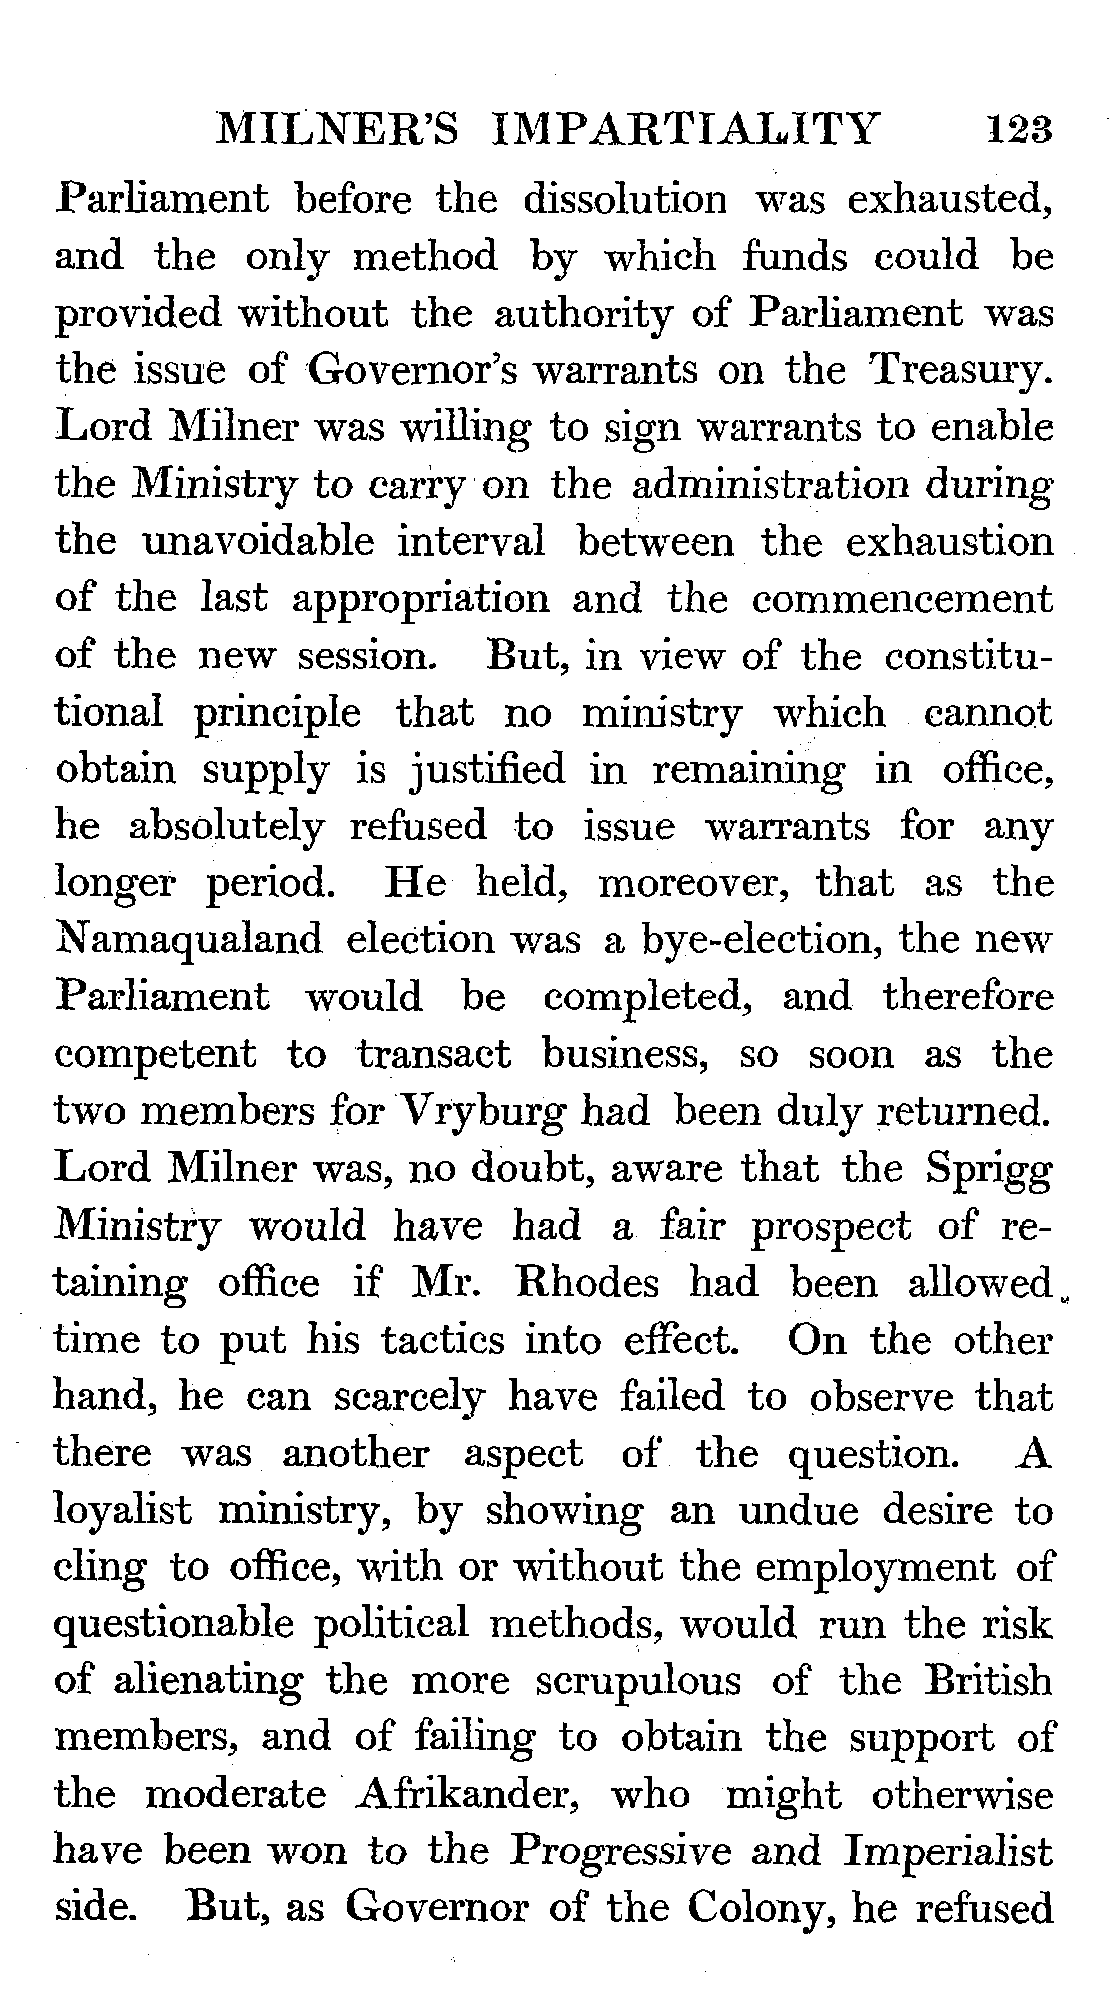 MILNER'S IMPARTIALITY 123
Parliament before the dissolution was exhausted,
and the only method by which funds could be
provided without the authority of Parliament was
the issue of Governor's warrants on the Treasury.
Lord Milner was willing to sign warrants to enable
the Ministry to carry on the administration during
the unavoidable interval between the exhaustion
of the last appropriation and the commencement
of the new session. But, in view of the constitu-
tional principle that no ministry which cannot
obtain supply is justified in remaining in office,
he absolutely refused to issue warrants for any
longer period. He held, moreover, that as the
Namaqualand election was a bye-election, the new
Parliament would be completed, and therefore
competent to transact business, so soon as the
two members for Vryburg had been duly returned.
Lord Milner was, no doubt, aware that the Sprigg
Ministry would have had a fair prospect of re-
taining office if Mr. Rhodes had been allowed
time to put his tactics into effect. On the other
hand, he can scarcely have failed to observe that
there was another aspect of the question. A
loyalist ministry, by showing an undue desire to
cling to office, with or without the employment of
questionable political methods, would run the risk
of alienating the more scrupulous of the British
members, and of failing to obtain the support of
the moderate Afrikander, who might otherwise
have been won to the Progressive and Imperialist
side. But, as Governor of the Colony, he refused